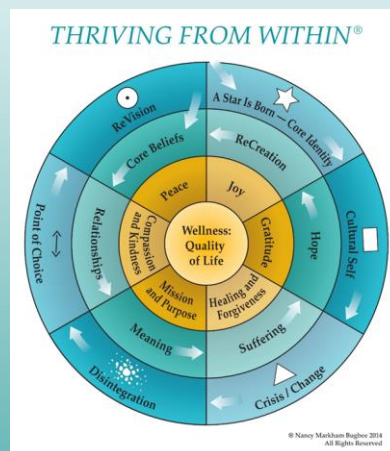 THRIVING FROM WITHIN®
A Star Is Born — Core Identity
Cultural Self
Crisis / Change
Disintegration
Point of Choice
ReVision
ReCreation
Hope
Suffering
Meaning
Relationships
Core Beliefs
Joy
Gratitude
Healing and
Forgiveness
Mission
and Purpose
Compassion
and Kindness
Peace
Wellness:
Quality
of Life
® Nancy Markham Bugbee 2014
All Rights Reserved